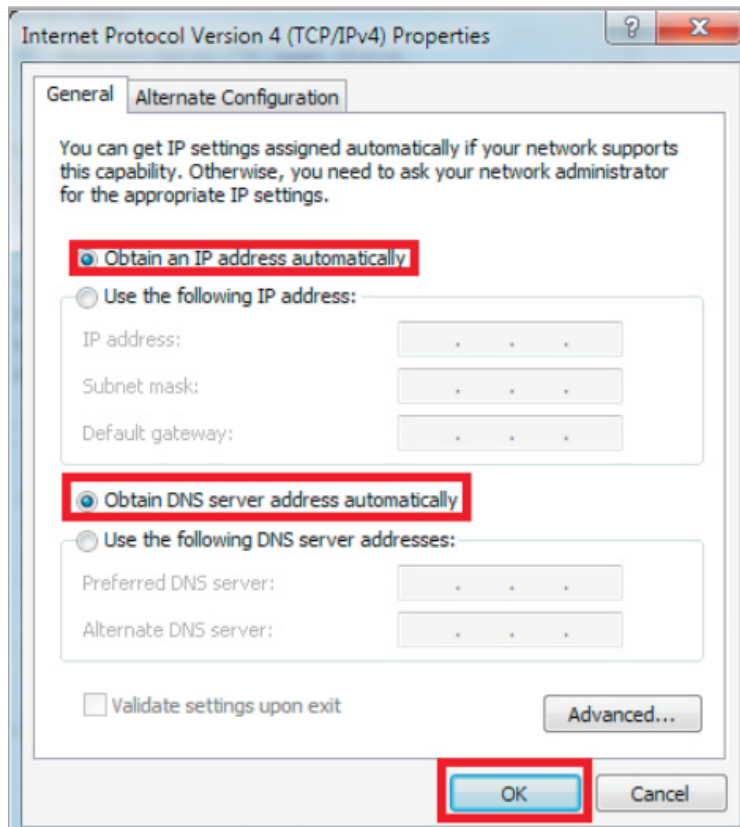 Internet Protocol Version 4 (TCP/IPv4) Properties
General
Alternate Configuration
You can get IP settings assigned automatically if your network supports
this capability. Otherwise, you need to ask your network administrator
for the appropriate IP settings.
Obtain an IP address automatically
Use the following IP address:
IP address:
Subnet mask:
Default gateway:
Obtain DNS server address automatically
Use the following DNS server addresses:
Preferred DNS server:
Alternate DNS server:
Validate settings upon exit
Advanced...
OK
Cancel